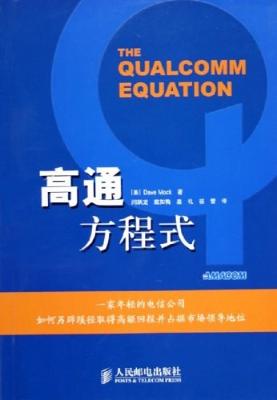 THE
QUALCOMM
EQUATION
[美] Dave Mock 著
高通
方程式
AMACOM
一家年轻的电信公司
如何另辟蹊径取得高额回报并占据市场领导地位
人民邮电出版社
POSTS & TELECOM PRESS